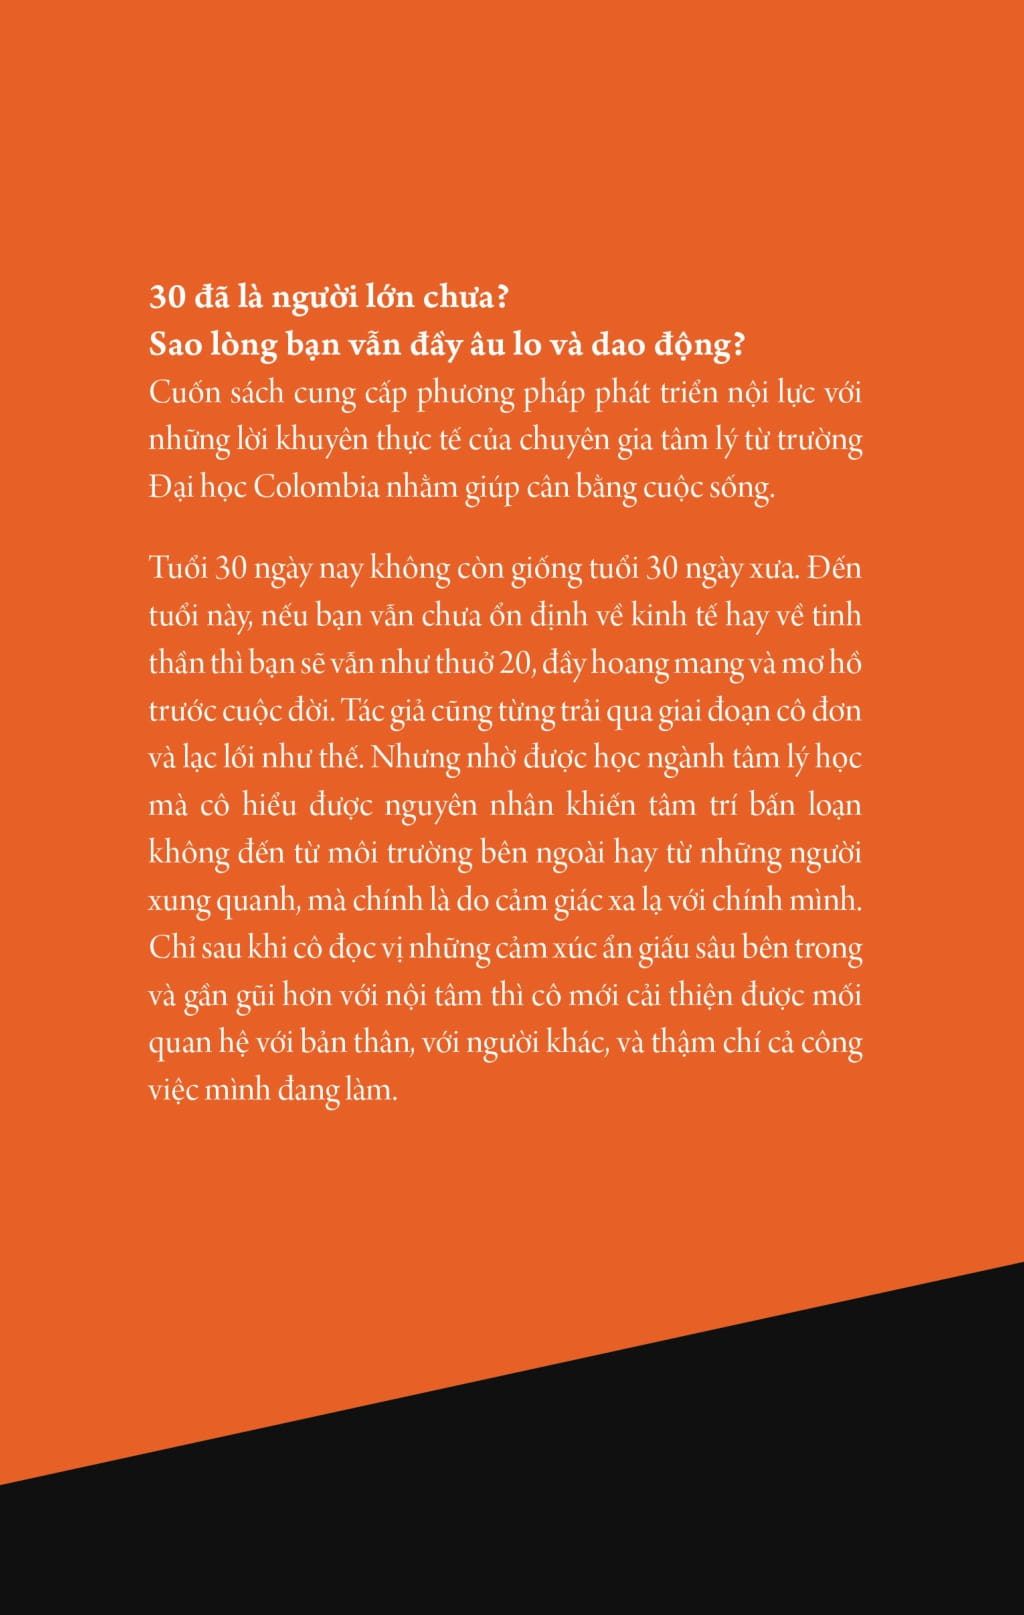 30 đã là người lớn chưa?
Sao lòng bạn vẫn đầy âu lo và dao động?
Cuốn sách cung cấp phương pháp phát triển nội lực với
những lời khuyên thực tế của chuyên gia tâm lý từ trường
Đại học Colombia nhằm giúp cân bằng cuộc sống.
Tuổi 30 ngày nay không còn giống tuổi 30 ngày xưa. Đến
tuổi này, nếu bạn vẫn chưa ổn định về kinh tế hay về tinh
thần thì bạn sẽ vẫn như thuở 20, đầy hoang mang và mơ hồ
trước cuộc đời. Tác giả cũng từng trải qua giai đoạn cô đơn
và lạc lối như thế. Nhưng nhờ được học ngành tâm lý học
mà cô hiểu được nguyên nhân khiến tâm trí bấn loạn
không đến từ môi trường bên ngoài hay từ những người
xung quanh, mà chính là do cảm giác xa lạ với chính mình.
Chỉ sau khi cô đọc vị những cảm xúc ẩn giấu sâu bên trong
và gần gũi hơn với nội tâm thì cô mới cải thiện được mối
quan hệ với bản thân, với người khác, và thậm chí cả công
việc mình đang làm.